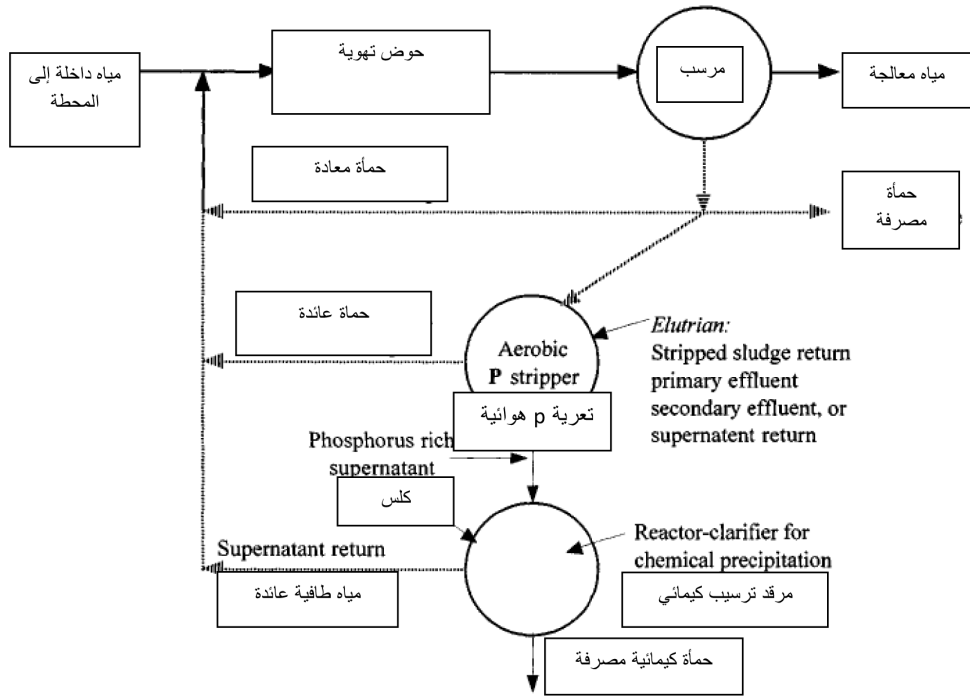 حوض تهوية
مرسب
مياه معالجة
مياه داخلة إلى
المحطة
حمأة معادة
حمأة
مصرفة
حماة عائدة
Aerobic
P stripper
تعرية p هوائية
Elutrian:
Stripped sludge return
primary effluent
secondary effluent, or
supernatent return
Phosphorus rich
supernatant
كلس
Supernatant return
مياه طافية عائدة
Reactor-clarifier for
chemical precipitation
مرقد ترسيب كيمائي
حمأة كيمائية مصرفة